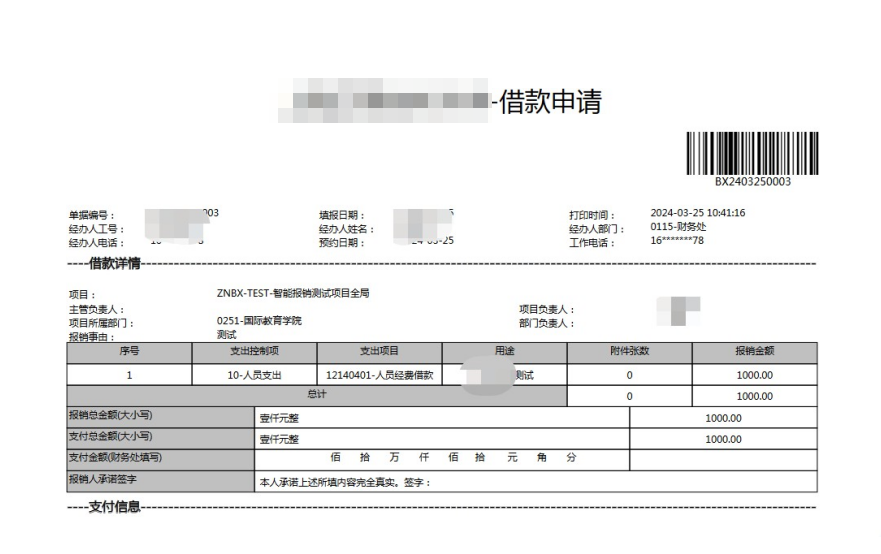 -借款申请
BX2403250003
单据编号： 003 填报日期： 打印时间： 2024-03-25 10:41:16
经办人工号： 经办人姓名： 经办人部门： 0115-财务处
经办人电话： 预约日期： 24-03-25 工作电话： 16*******78
----借款详情----
项目： ZNBX-TEST-智能报销测试项目全局
主管负责人： 项目负责人：
项目所属部门： 0251-国际教育学院 部门负责人：
报销事由： 测试
序号 支出控制项 支出项目 用途 附件张数 报销金额
1 10-人员支出 12140401-人员经费借款 测试 0 1000.00
总计 0 1000.00
报销总金额(大小写) 壹仟元整 1000.00
支付总金额(大小写) 壹仟元整 1000.00
支付金额(财务处填写) 佰 拾 万 仟 佰 拾 元 角 分
报销人承诺签字 本人承诺上述所填内容完全真实。签字：
----支付信息----